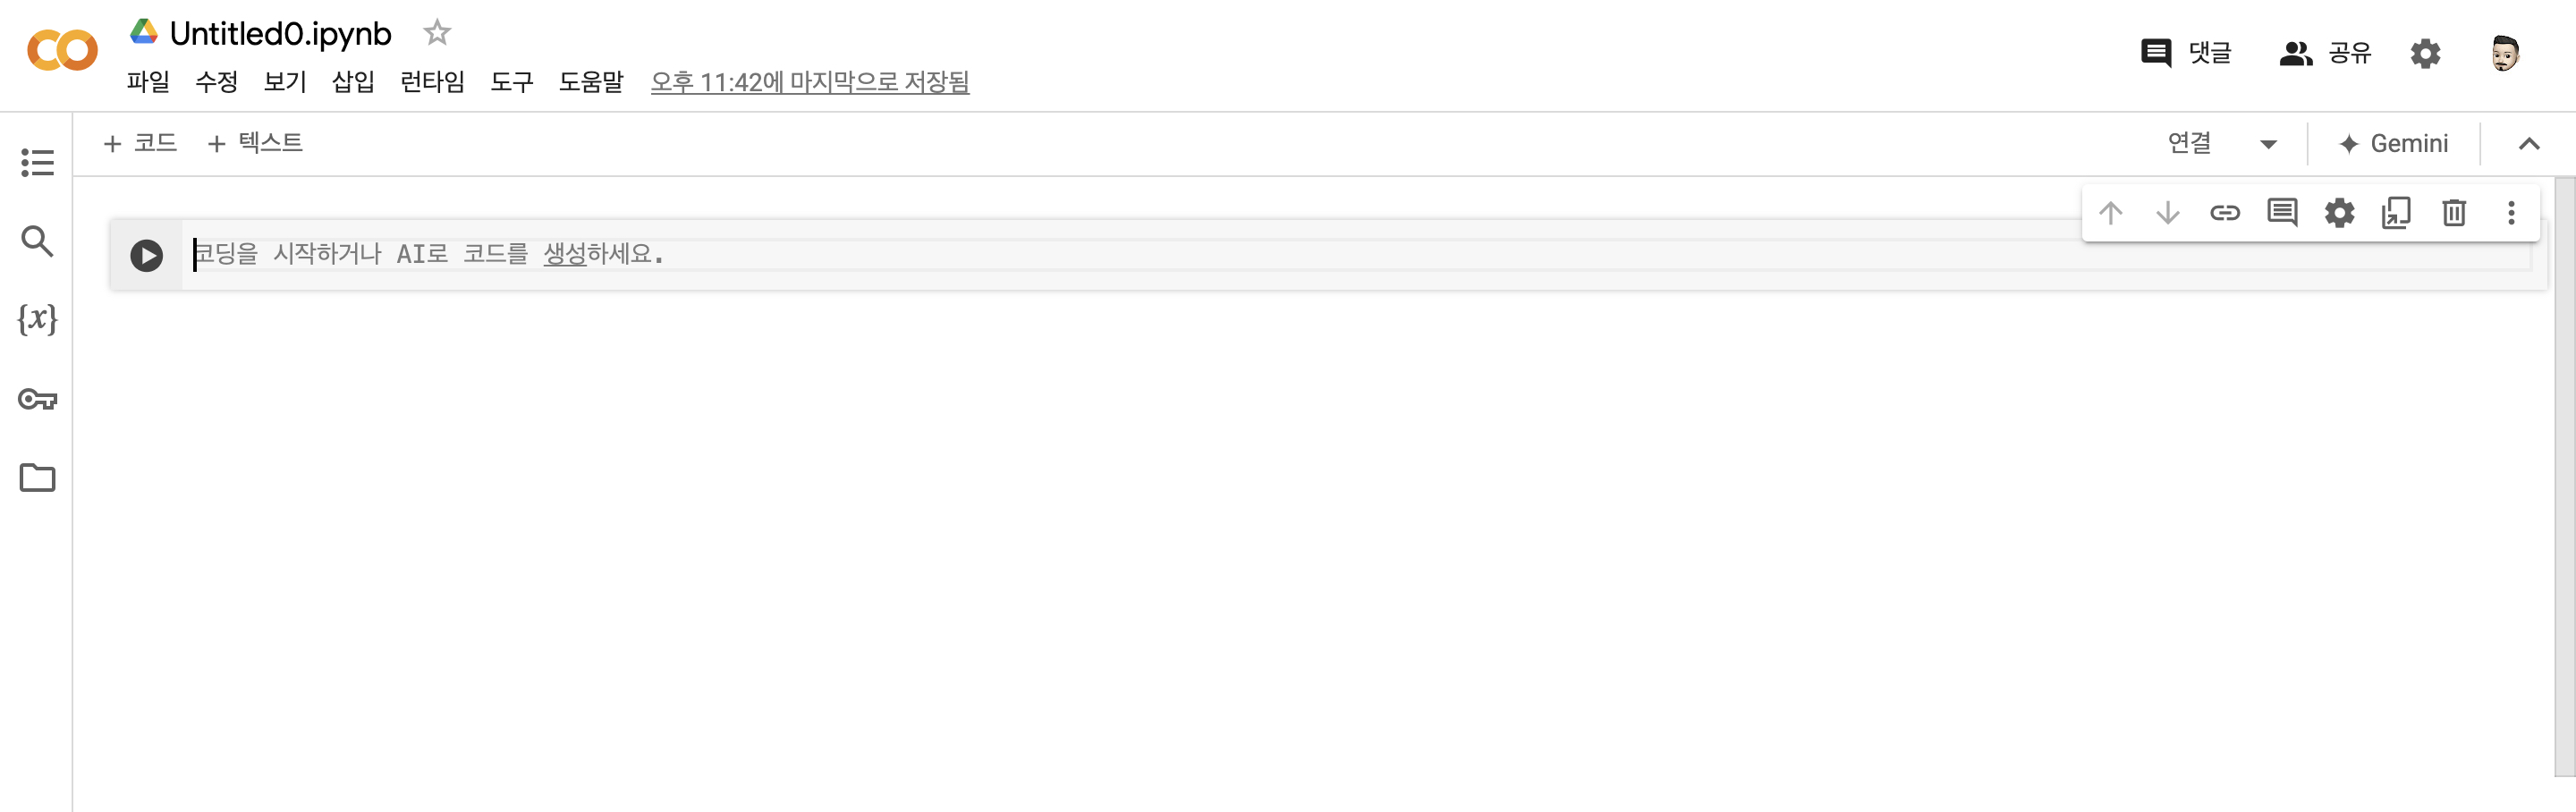 Untitled0.ipynb
파일 수정 보기 삽입 런타임 도구 도움말 오후 11:42에 마지막으로 저장됨
댓글 공유
+ 코드 + 텍스트
연결 Gemini
{x}
코딩을 시작하거나 AI로 코드를 생성하세요.